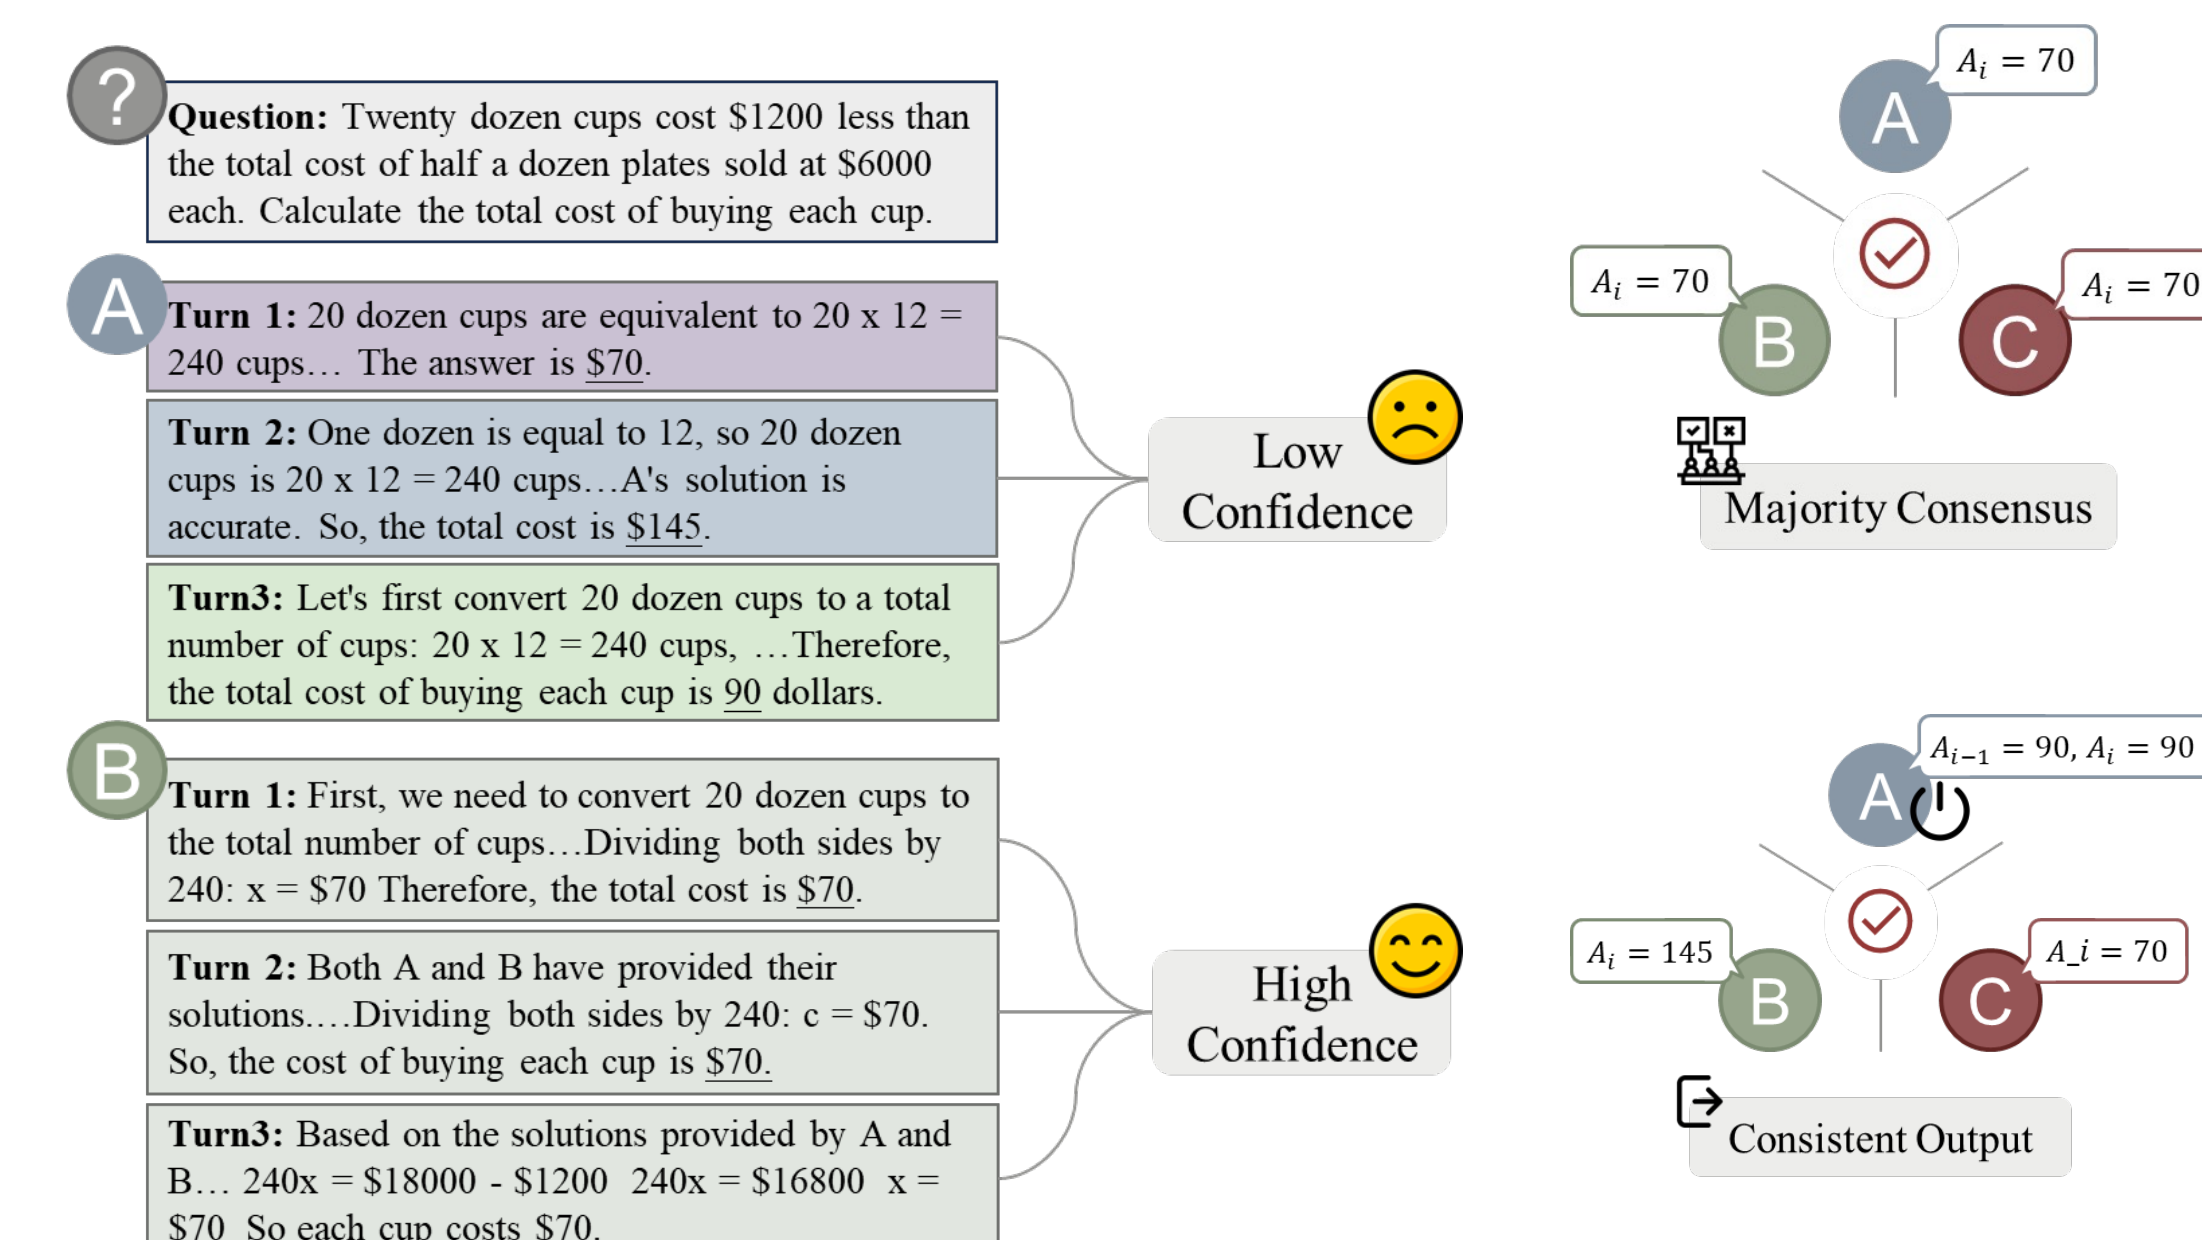 ?
Question: Twenty dozen cups cost $1200 less than
the total cost of half a dozen plates sold at $6000
each. Calculate the total cost of buying each cup.
A
Turn 1: 20 dozen cups are equivalent to 20 x 12 =
240 cups… The answer is $70.
Turn 2: One dozen is equal to 12, so 20 dozen
cups is 20 x 12 = 240 cups…A's solution is
accurate. So, the total cost is $145.
Turn3: Let's first convert 20 dozen cups to a total
number of cups: 20 x 12 = 240 cups, …Therefore,
the total cost of buying each cup is 90 dollars.
B
Turn 1: First, we need to convert 20 dozen cups to
the total number of cups…Dividing both sides by
240: x = $70 Therefore, the total cost is $70.
Turn 2: Both A and B have provided their
solutions.…Dividing both sides by 240: c = $70.
So, the cost of buying each cup is $70.
Turn3: Based on the solutions provided by A and
B… 240x = $18000 - $1200 240x = $16800 x =
$70 So each cup costs $70.
Low
Confidence
High
Confidence
A_i = 70
A
A_i = 70
B
A_i = 70
C
Majority Consensus
A_{i−1} = 90, A_i = 90
A
A_i = 145
B
A_i = 70
C
Consistent Output